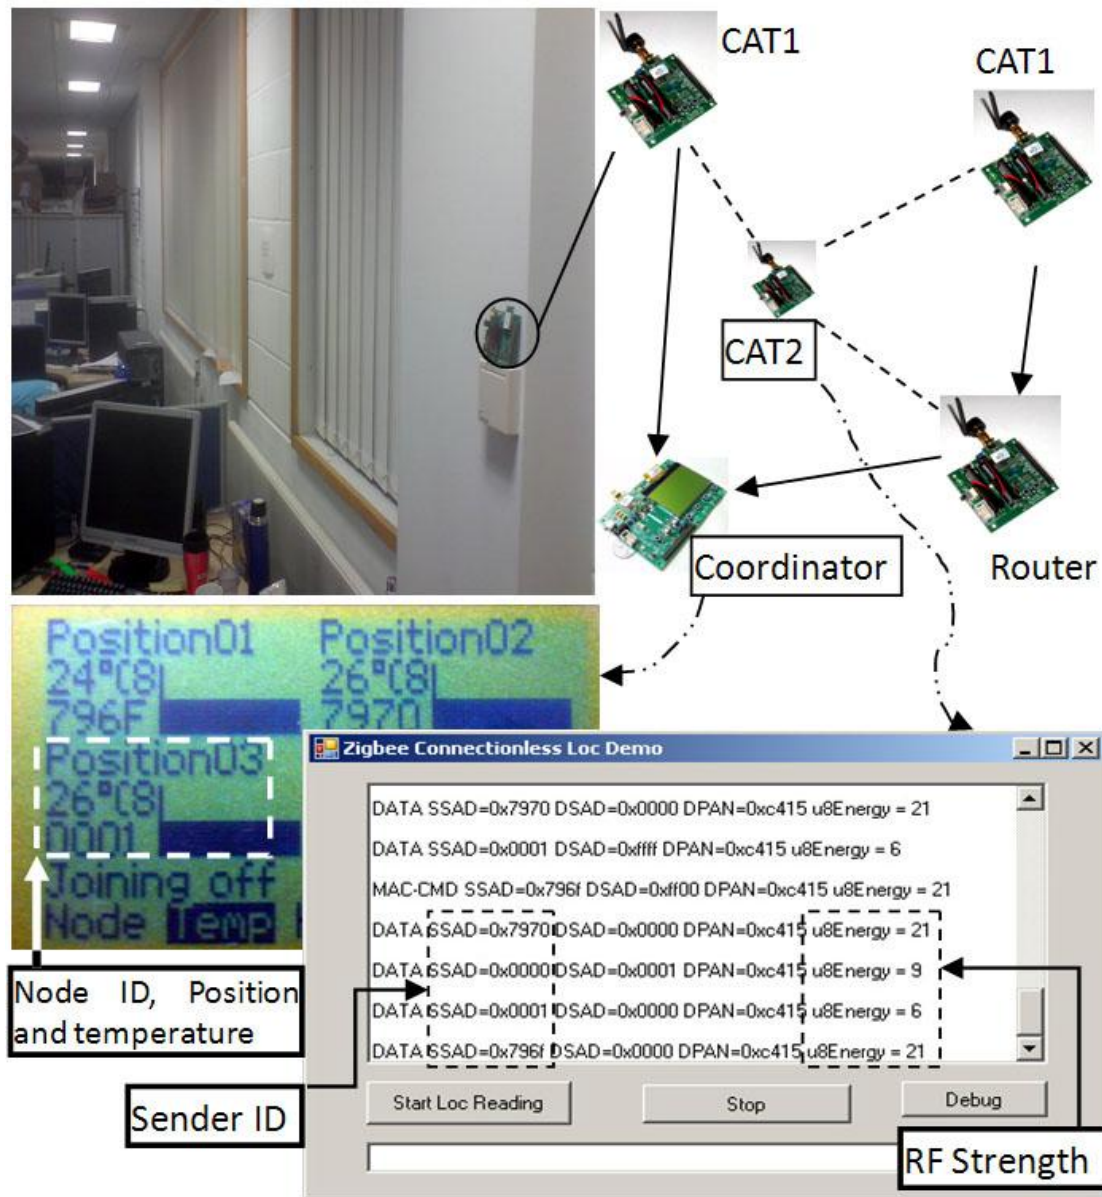 CAT1
CAT1
CAT2
Coordinator
Router
Position01
Position02
24°(8
26°(8
796F
7970
Position03
26°(8
0001
Joining off
Node Temp
Node ID, Position
and temperature
Sender ID
Zigbee Connectionless Loc Demo
DATA SSAD=0x7970 DSAD=0x0000 DPAN=0xc415 u8Energy = 21
DATA SSAD=0x0001 DSAD=0xffff DPAN=0xc415 u8Energy = 6
MAC-CMD SSAD=0x796f DSAD=0xff00 DPAN=0xc415 u8Energy = 21
DATA SSAD=0x7970 DSAD=0x0000 DPAN=0xc415 u8Energy = 21
DATA SSAD=0x0000 DSAD=0x0001 DPAN=0xc415 u8Energy = 9
DATA SSAD=0x0001 DSAD=0x0000 DPAN=0xc415 u8Energy = 6
DATA SSAD=0x796f DSAD=0x0000 DPAN=0xc415 u8Energy = 21
Start Loc Reading
Stop
Debug
RF Strength